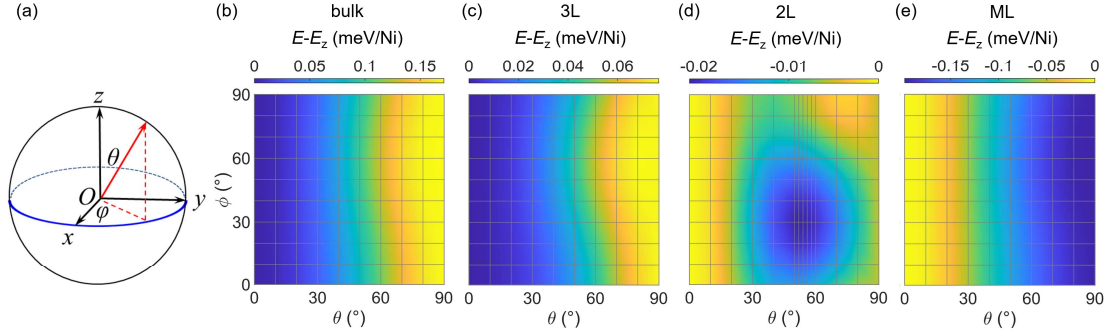 (a)
z
θ
O
y
φ
x
(b)
bulk
E-Ez (meV/Ni)
0 0.05 0.1 0.15
ϕ (°)
90
60
30
0
0 30 60 90
θ (°)
(c)
3L
E-Ez (meV/Ni)
0 0.02 0.04 0.06
0 30 60 90
θ (°)
(d)
2L
E-Ez (meV/Ni)
-0.02 -0.01 0
0 30 60 90
θ (°)
(e)
ML
E-Ez (meV/Ni)
-0.15 -0.1 -0.05 0
0 30 60 90
θ (°)